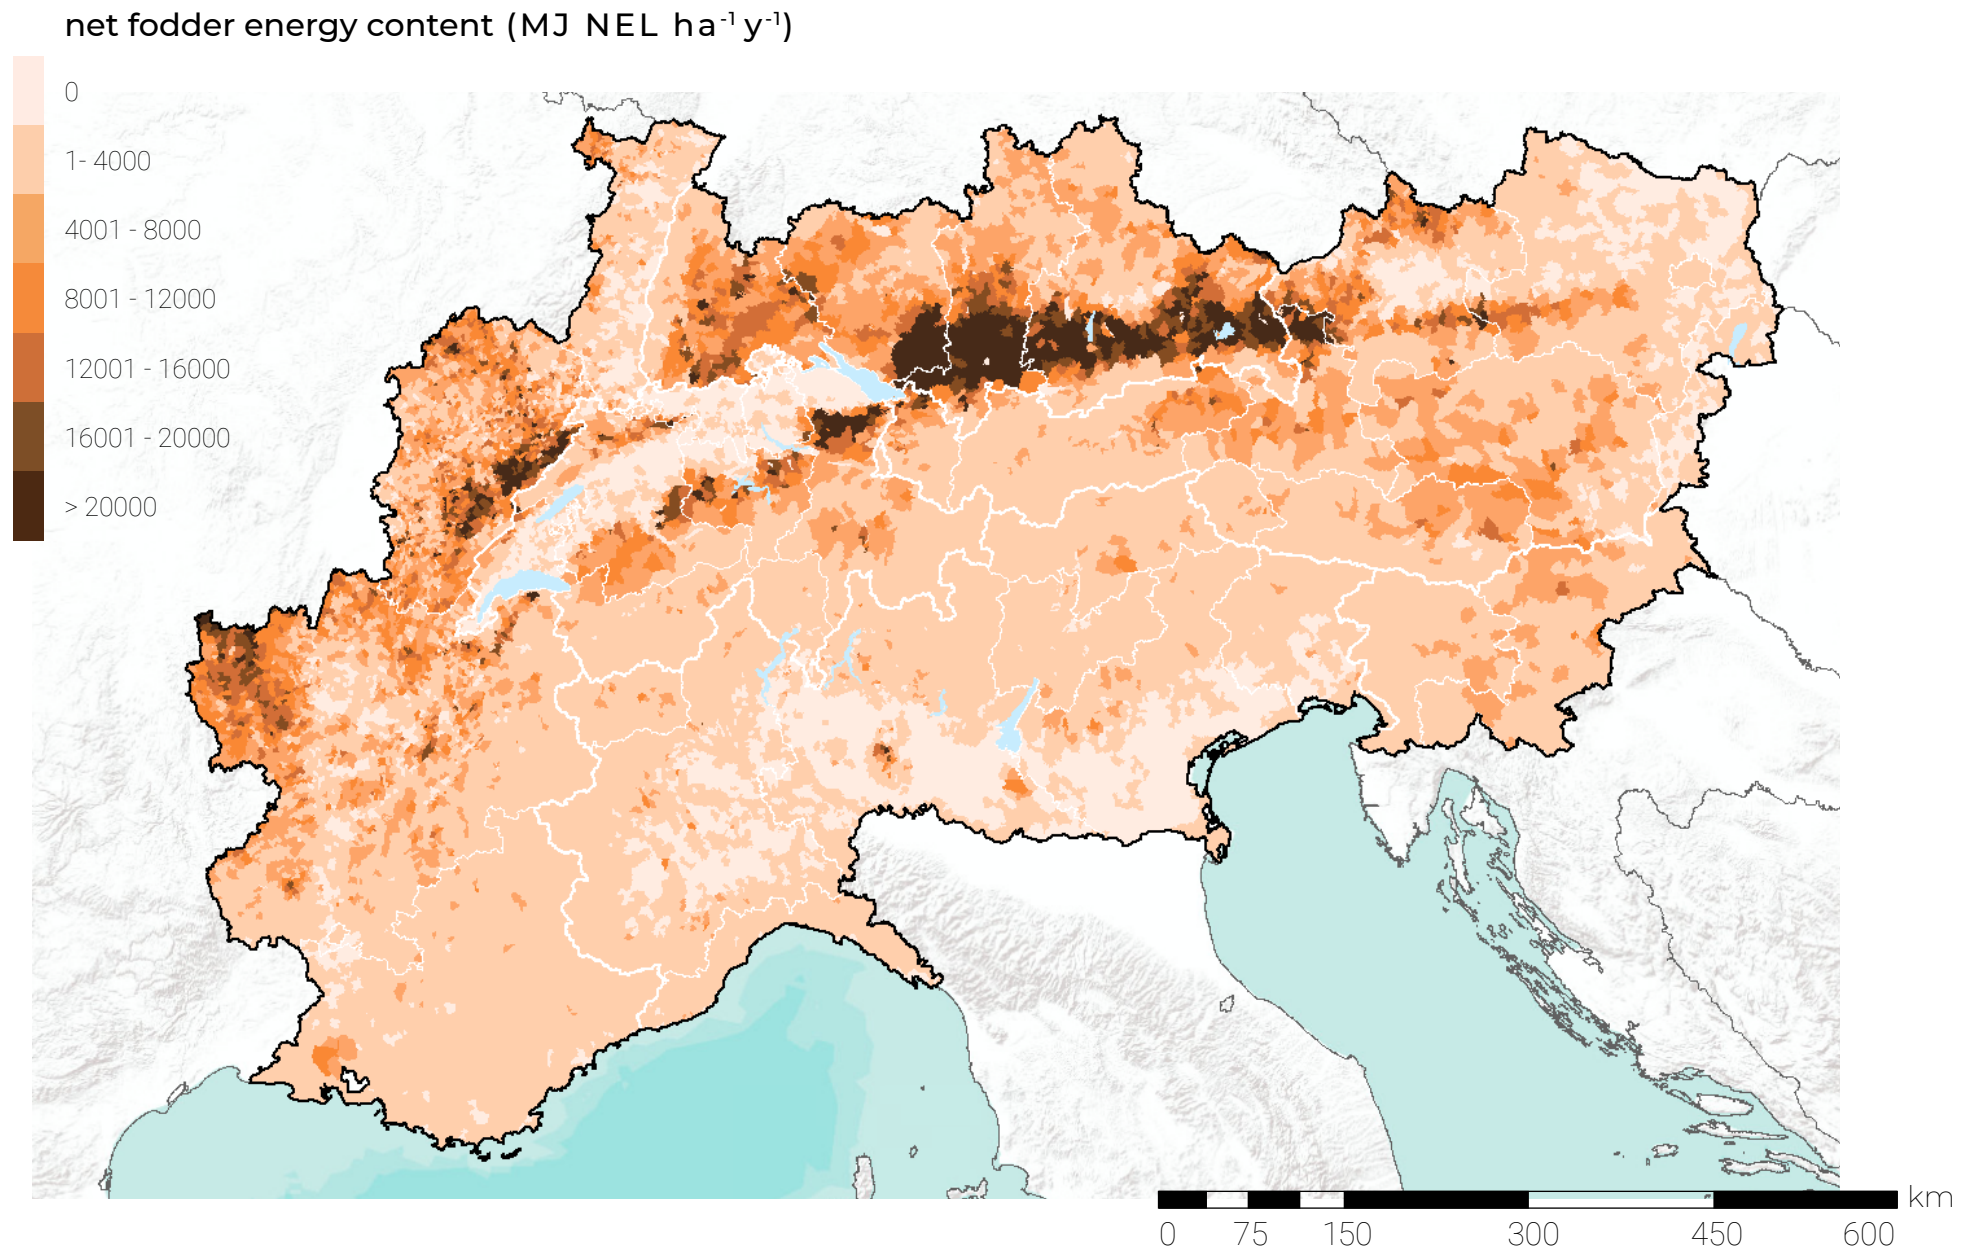 net fodder energy content (MJ NEL ha⁻¹ y⁻¹)
0
1- 4000
4001 - 8000
8001 - 12000
12001 - 16000
16001 - 20000
> 20000
km
0 75 150 300 450 600